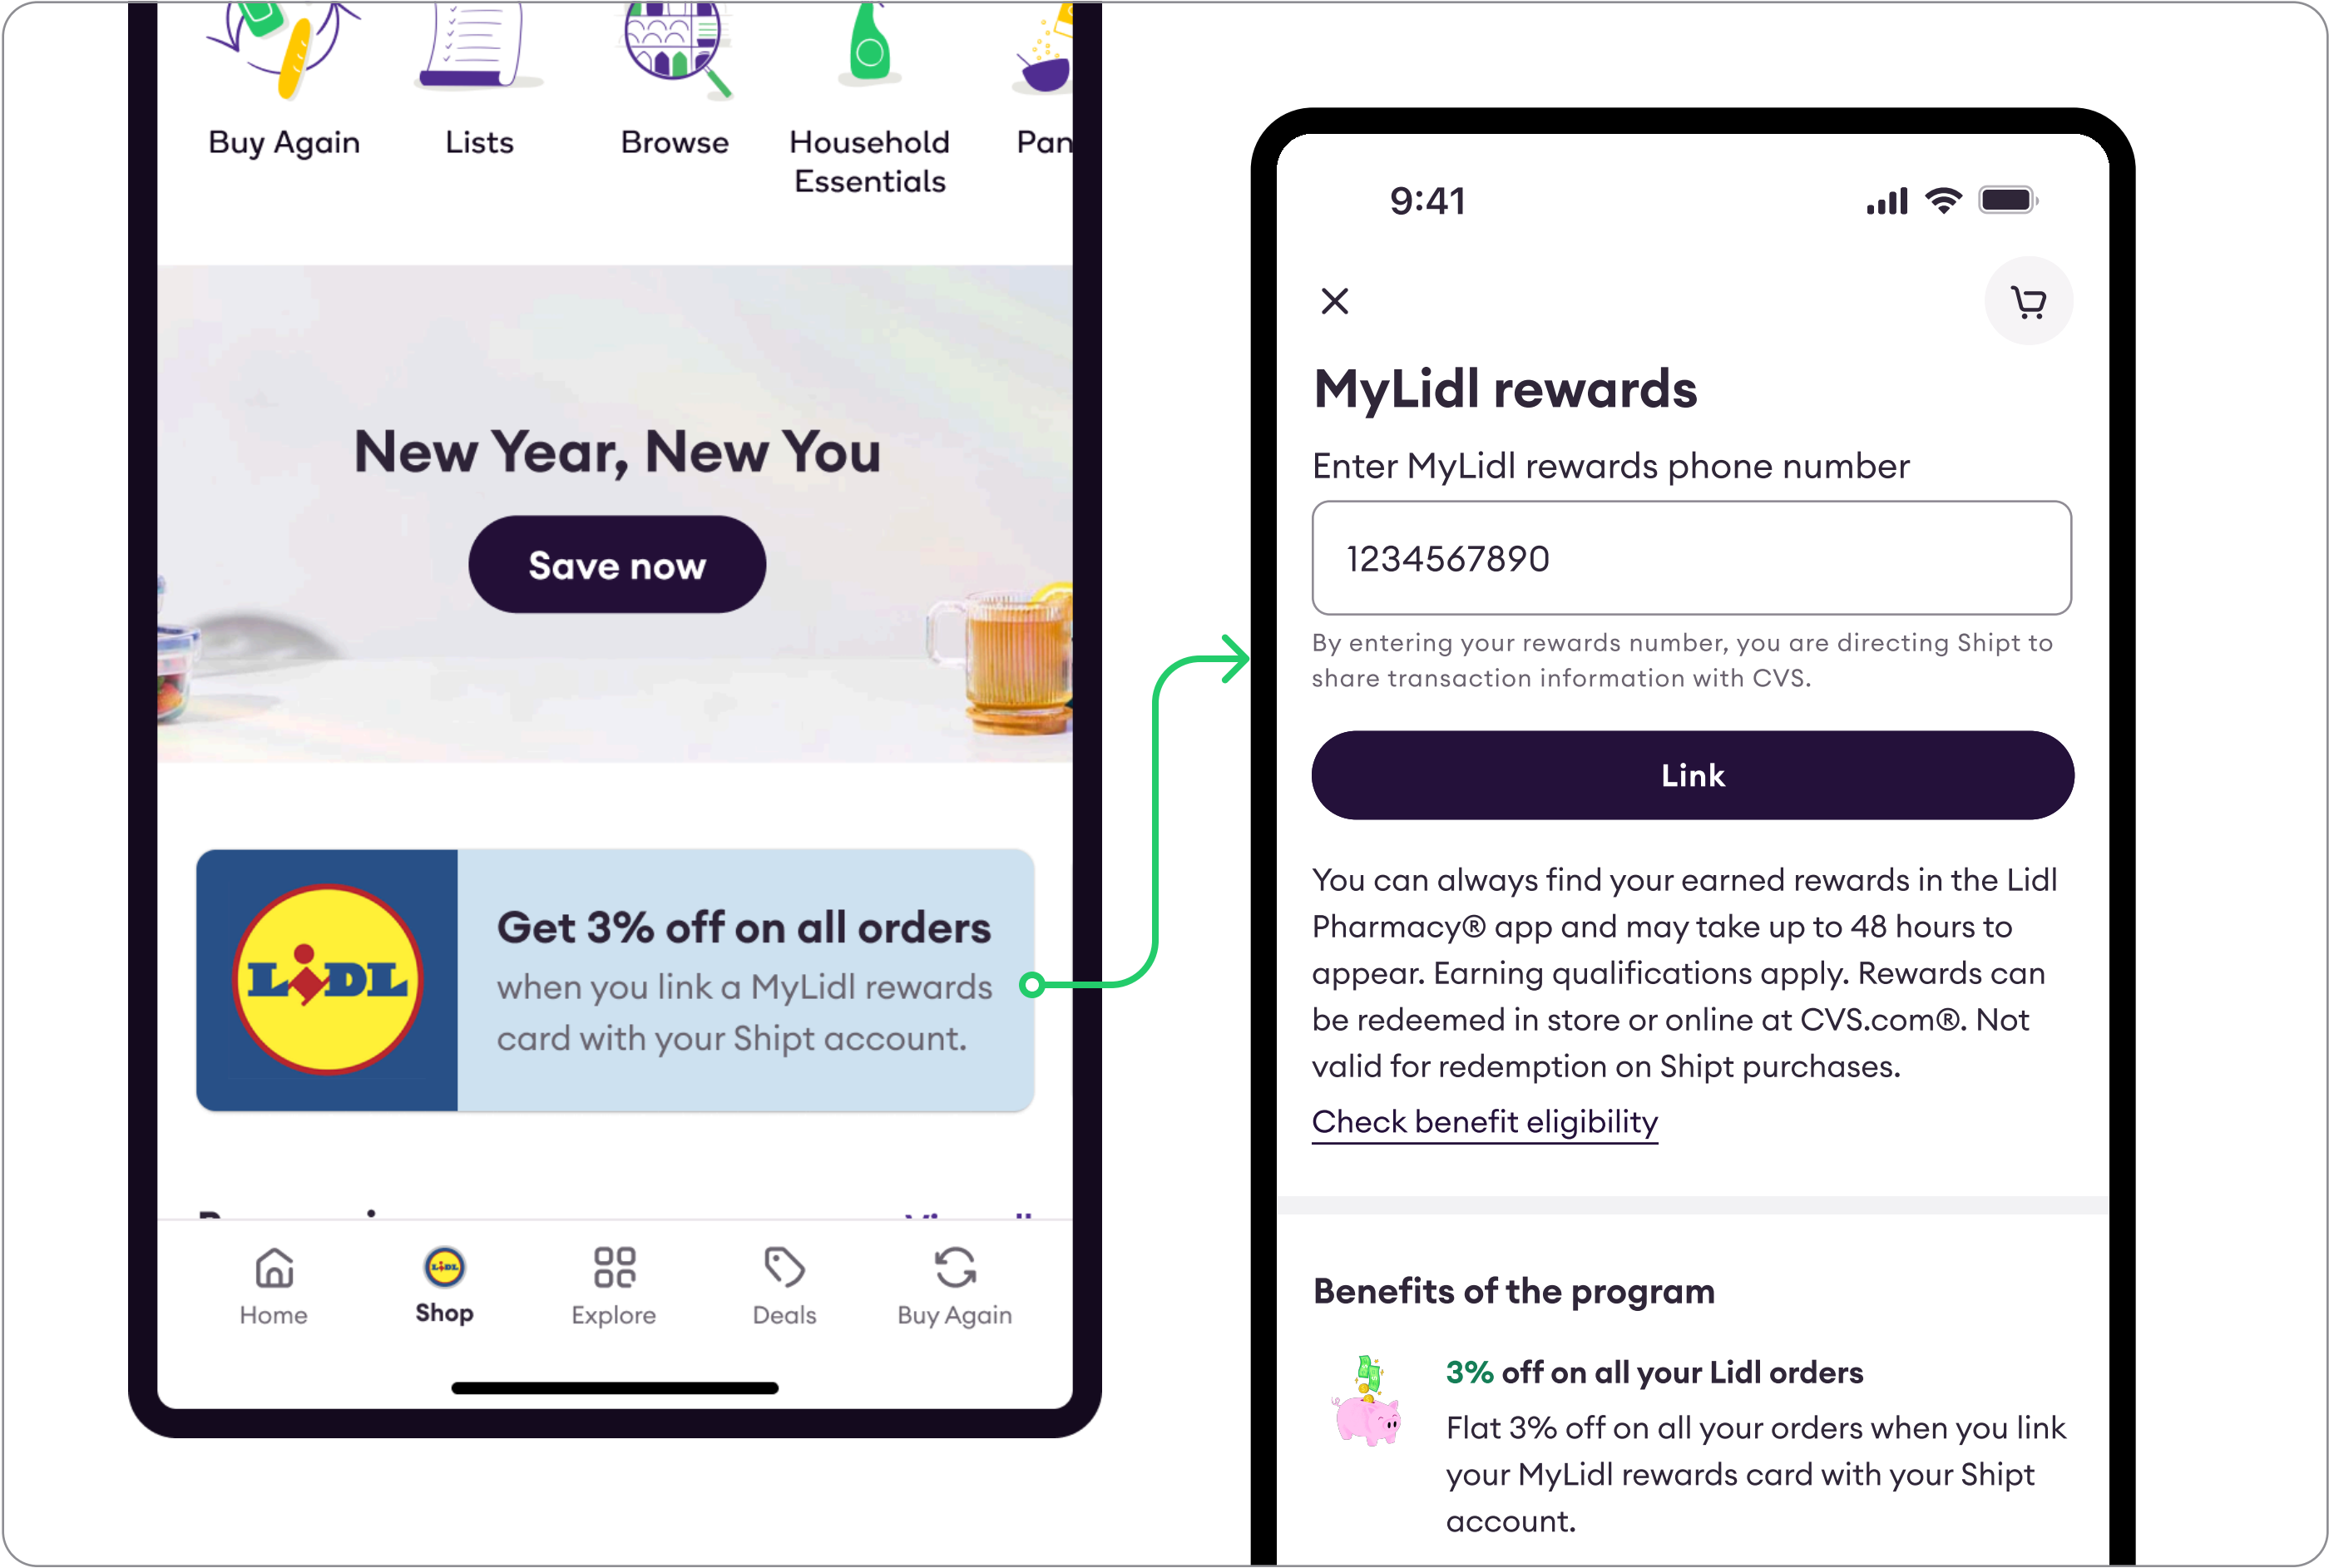 Buy Again
Lists
Browse
Household
Essentials
New Year, New You
Save now
LIDL
Get 3% off on all orders
when you link a MyLidl rewards
card with your Shipt account.
Home
LIDL
Shop
Explore
Deals
Buy Again
9:41
MyLidl rewards
Enter MyLidl rewards phone number
1234567890
By entering your rewards number, you are directing Shipt to
share transaction information with CVS.
Link
You can always find your earned rewards in the Lidl
Pharmacy® app and may take up to 48 hours to
appear. Earning qualifications apply. Rewards can
be redeemed in store or online at CVS.com®. Not
valid for redemption on Shipt purchases.
Check benefit eligibility
Benefits of the program
3% off on all your Lidl orders
Flat 3% off on all your orders when you link
your MyLidl rewards card with your Shipt
account.